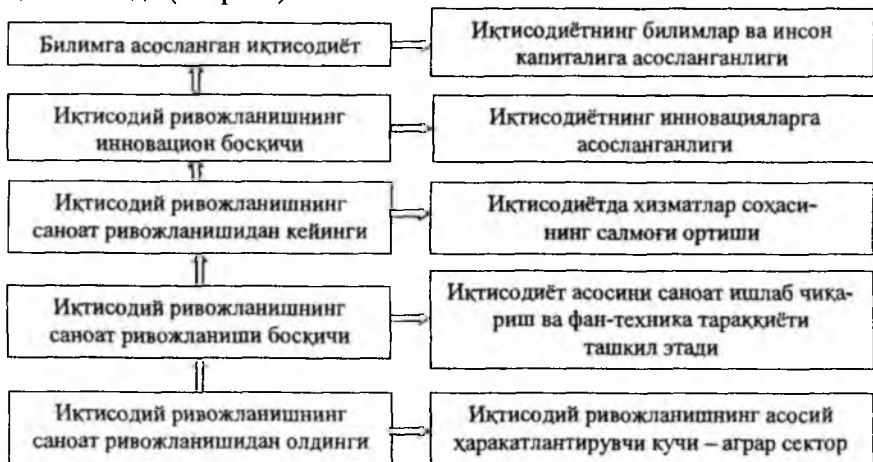 Билимга асосланган иқтисодиёт
Иқтисодиётнинг билимлар ва инсон
капиталига асосланганлиги
Иқтисодий ривожланишнинг
инновацион босқичи
Иқтисодиётнинг инновацияларга
асосланганлиги
Иқтисодий ривожланишнинг
саноат ривожланишидан кейинги
Иқтисодиётда хизматлар соҳаси-
нинг салмоғи ортиши
Иқтисодий ривожланишнинг
саноат ривожланиши босқичи
Иқтисодиёт асосини саноат ишлаб чиқа-
риш ва фан-техника тараққиёти
ташкил этади
Иқтисодий ривожланишнинг
саноат ривожланишидан олдинги
Иқтисодий ривожланишнинг асосий
ҳаракатлантирувчи кучи – аграр сектор